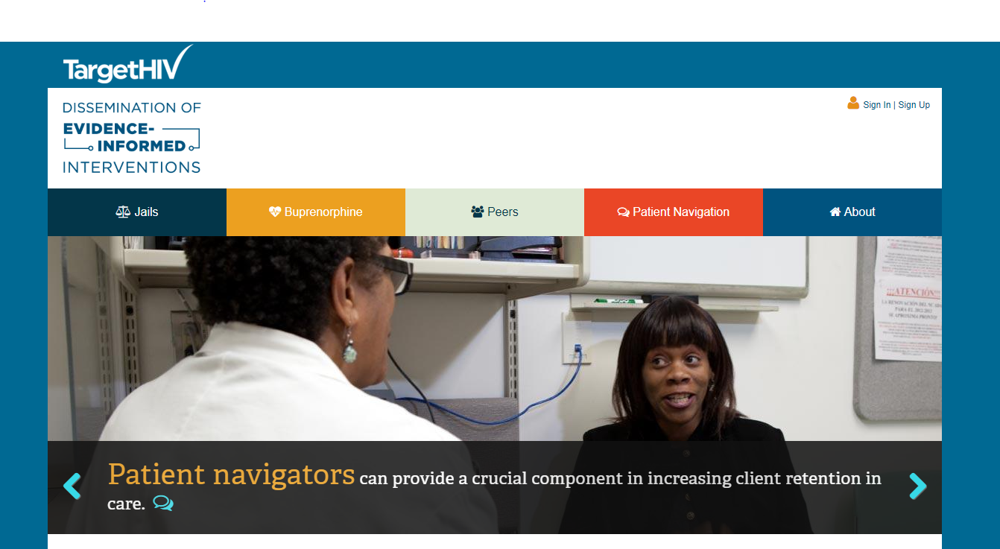 TargetHIV
DISSEMINATION OF
EVIDENCE-
INFORMED
INTERVENTIONS
Sign In | Sign Up
Jails
Buprenorphine
Peers
Patient Navigation
About
¡¡¡ATENCIÓN!!!
Patient navigators can provide a crucial component in increasing client retention in
care.